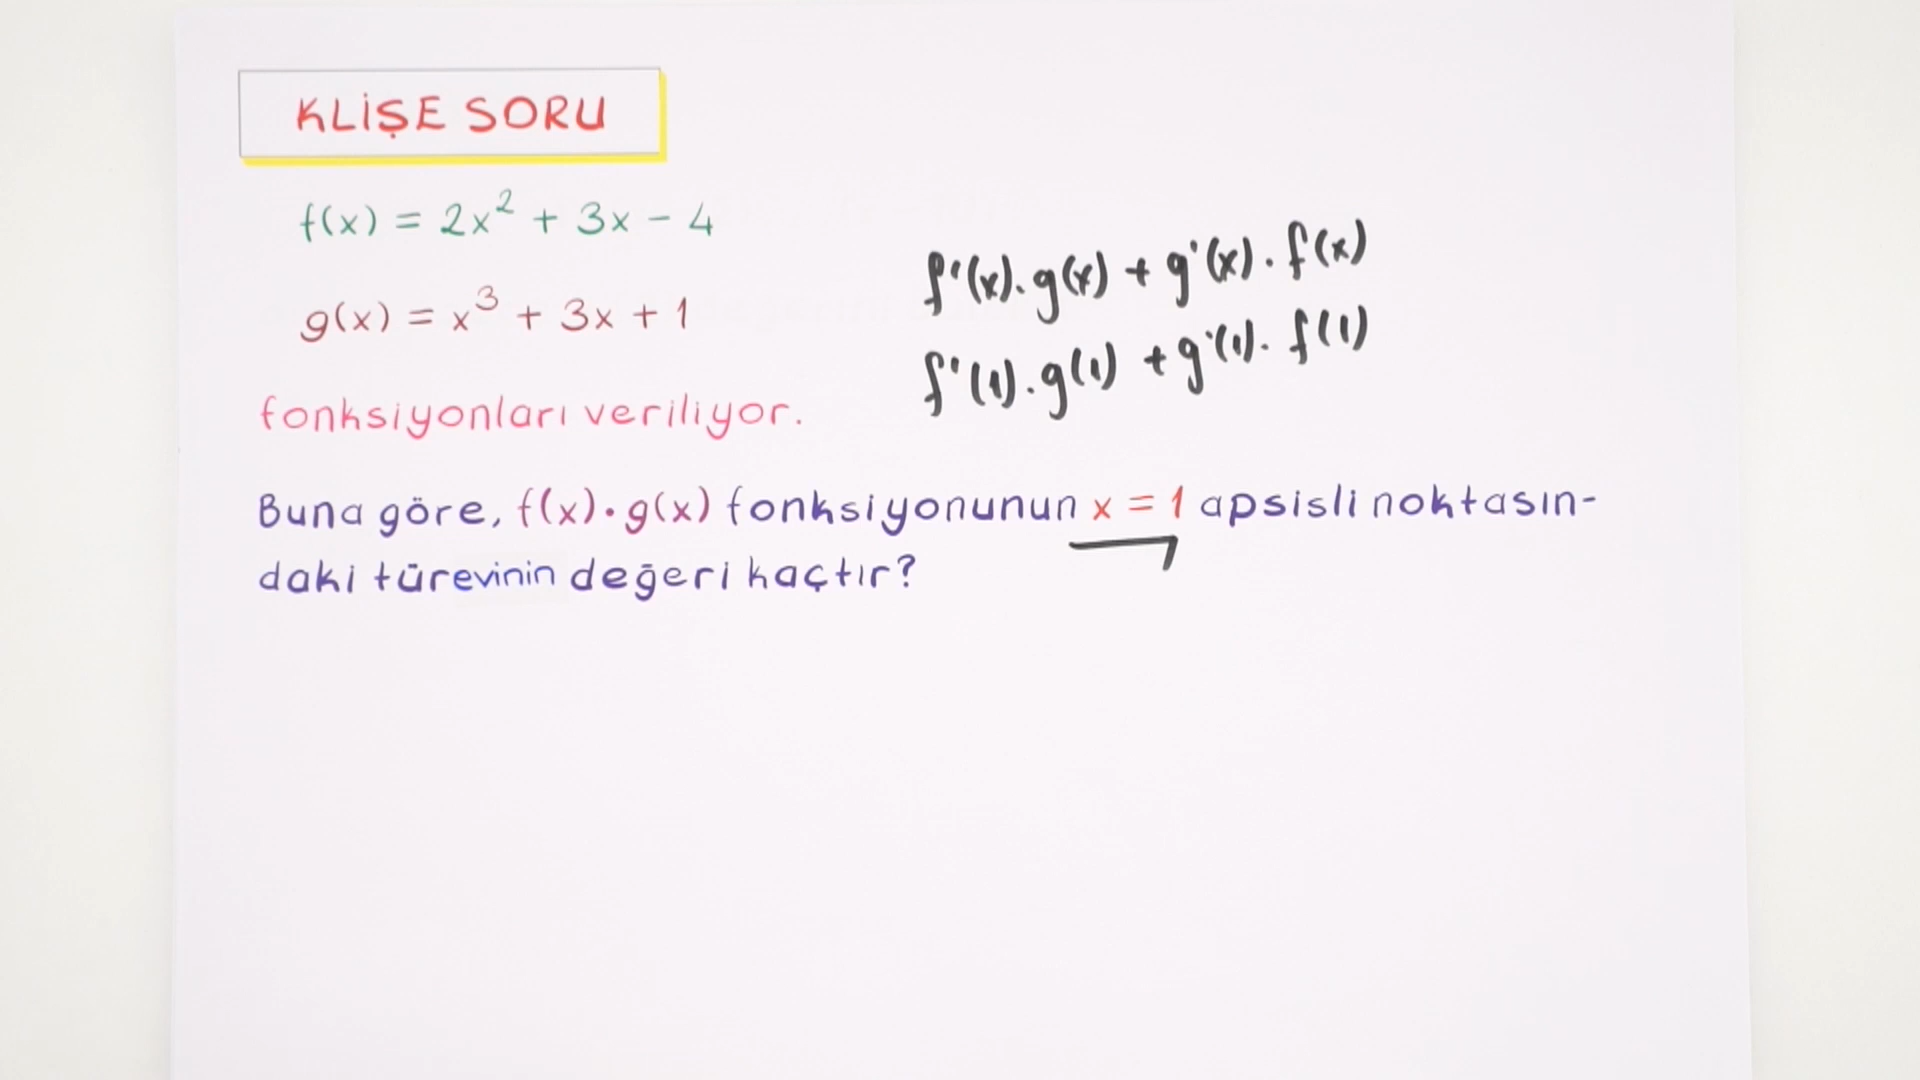 KLİŞE SORU
f(x) = 2x² + 3x - 4
g(x) = x³ + 3x + 1
f'(x).g(x) + g'(x).f(x)
f'(1).g(1) + g'(1).f(1)
fonksiyonları veriliyor.
Buna göre, f(x)·g(x) fonksiyonunun x = 1 apsisli noktasın-
daki türevinin değeri kaçtır?